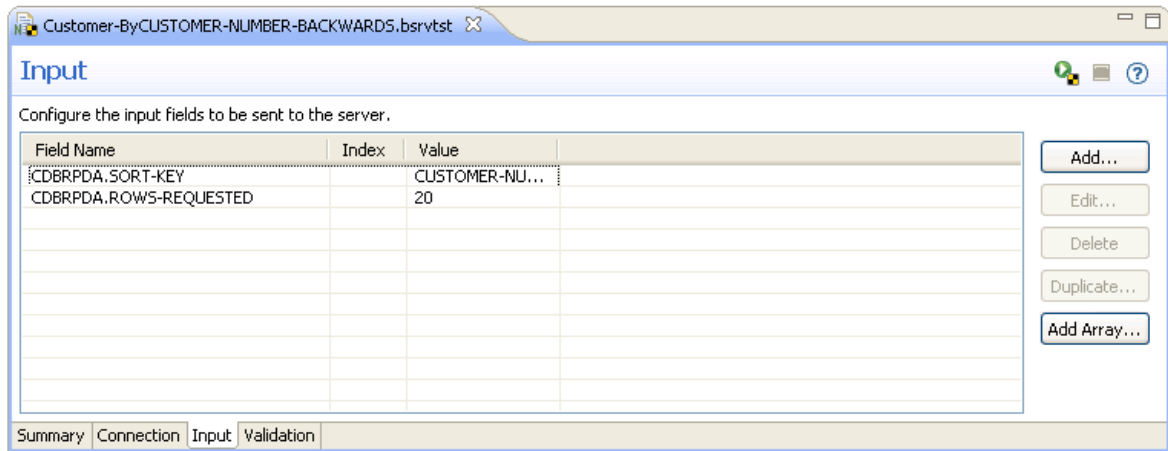 Customer-ByCUSTOMER-NUMBER-BACKWARDS.bsrvtst
Input
Configure the input fields to be sent to the server.
Field Name Index Value
CDBRPDA.SORT-KEY CUSTOMER-NU...
CDBRPDA.ROWS-REQUESTED 20
Add...
Edit...
Delete
Duplicate...
Add Array...
Summary Connection Input Validation